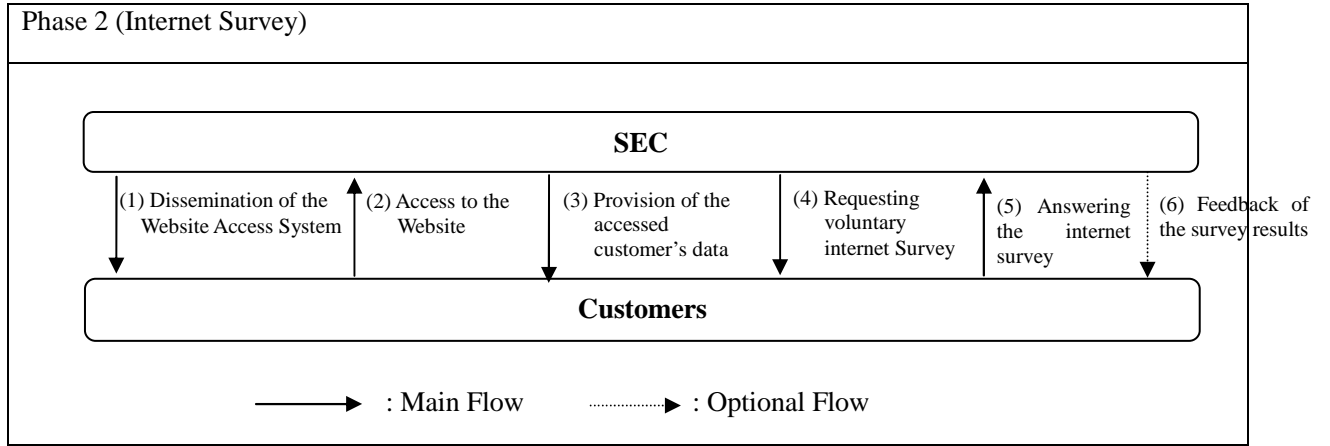 Phase 2 (Internet Survey)
SEC
(1) Dissemination of the
Website Access System
(2) Access to the
Website
(3) Provision of the
accessed
customer's data
(4) Requesting
voluntary
internet Survey
(5) Answering
the internet
survey
(6) Feedback of
the survey results
Customers
: Main Flow
: Optional Flow